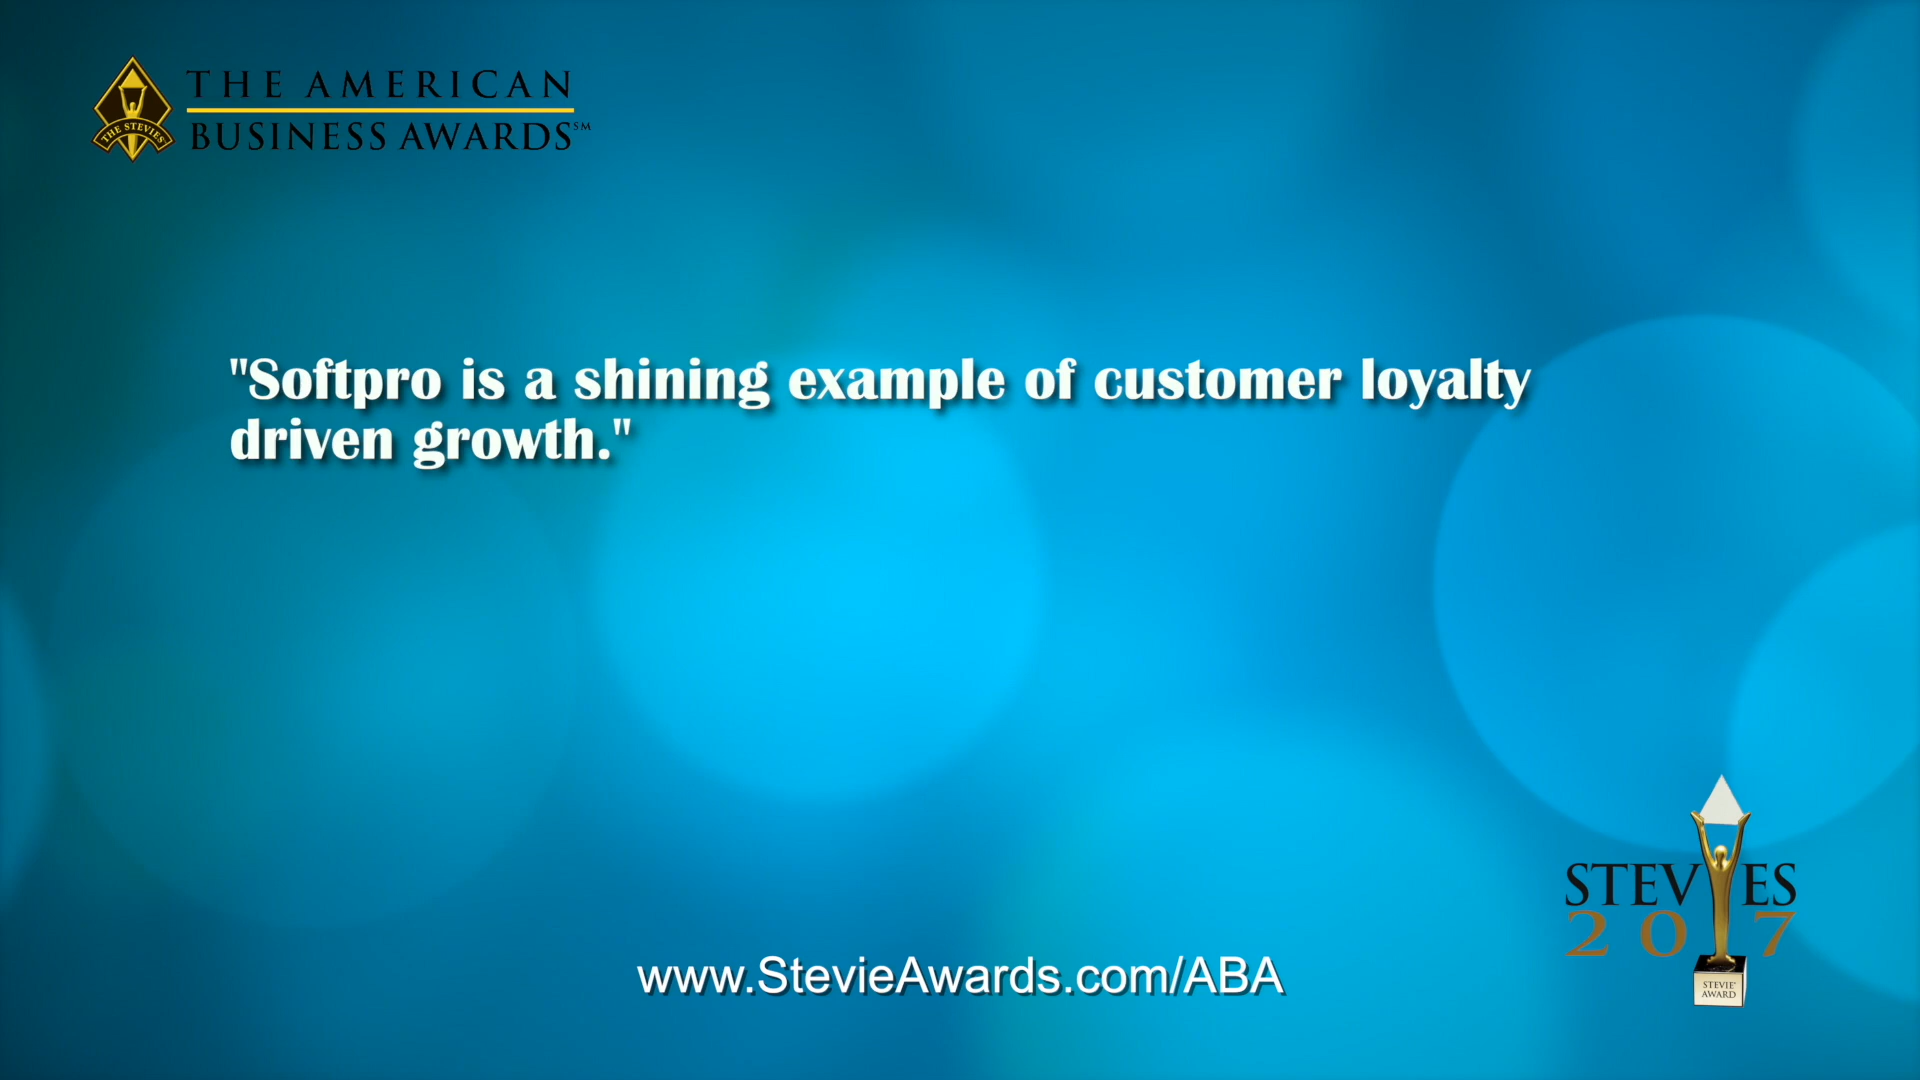 THE STEVIES
THE AMERICAN
BUSINESS AWARDS℠
"Softpro is a shining example of customer loyalty
driven growth."
STEVIES
2017
STEVIE®
AWARD
www.StevieAwards.com/ABA